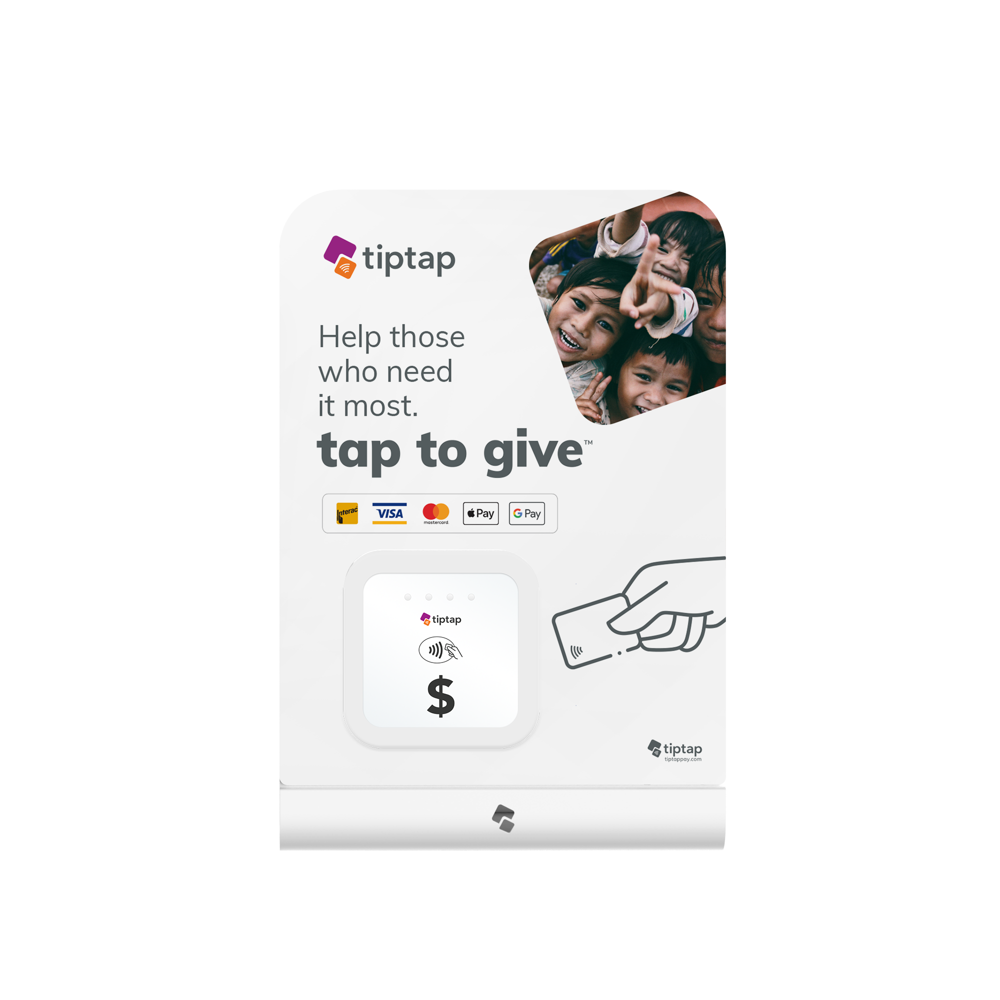 tiptap
Help those
who need
it most.
tap to give™
Interac VISA mastercard. Pay G Pay
tiptap
$
tiptap
tiptappay.com